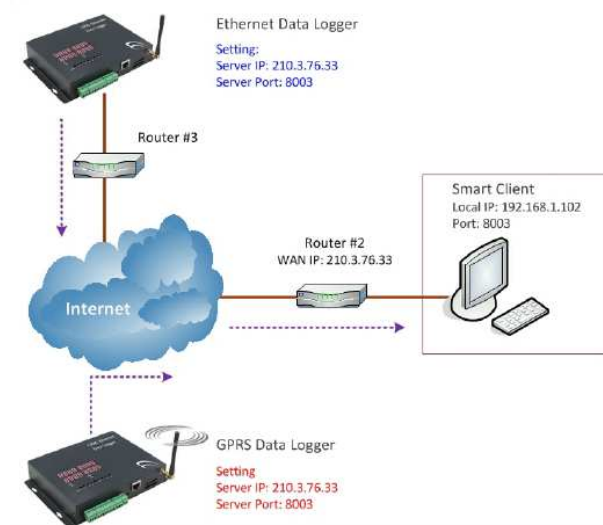 Ethernet Data Logger
Setting:
Server IP: 210.3.76.33
Server Port: 8003
Router #3
Smart Client
Local IP: 192.168.1.102
Port: 8003
Router #2
WAN IP: 210.3.76.33
Internet
GPRS Data Logger
Setting
Server IP: 210.3.76.33
Server Port: 8003